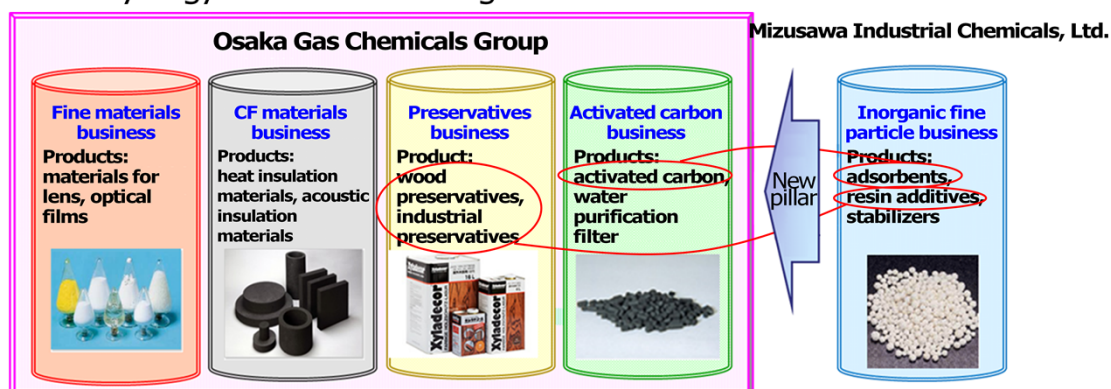 Osaka Gas Chemicals Group
Mizusawa Industrial Chemicals, Ltd.
Fine materials
business
Products:
materials for
lens, optical
films
CF materials
business
Products:
heat insulation
materials, acoustic
insulation
materials
Preservatives
business
Product:
wood
preservatives,
industrial
preservatives
Xyladecor
Xyladecor
Activated carbon
business
Products:
activated carbon,
water
purification
filter
New
pillar
Inorganic fine
particle business
Products:
adsorbents,
resin additives,
stabilizers